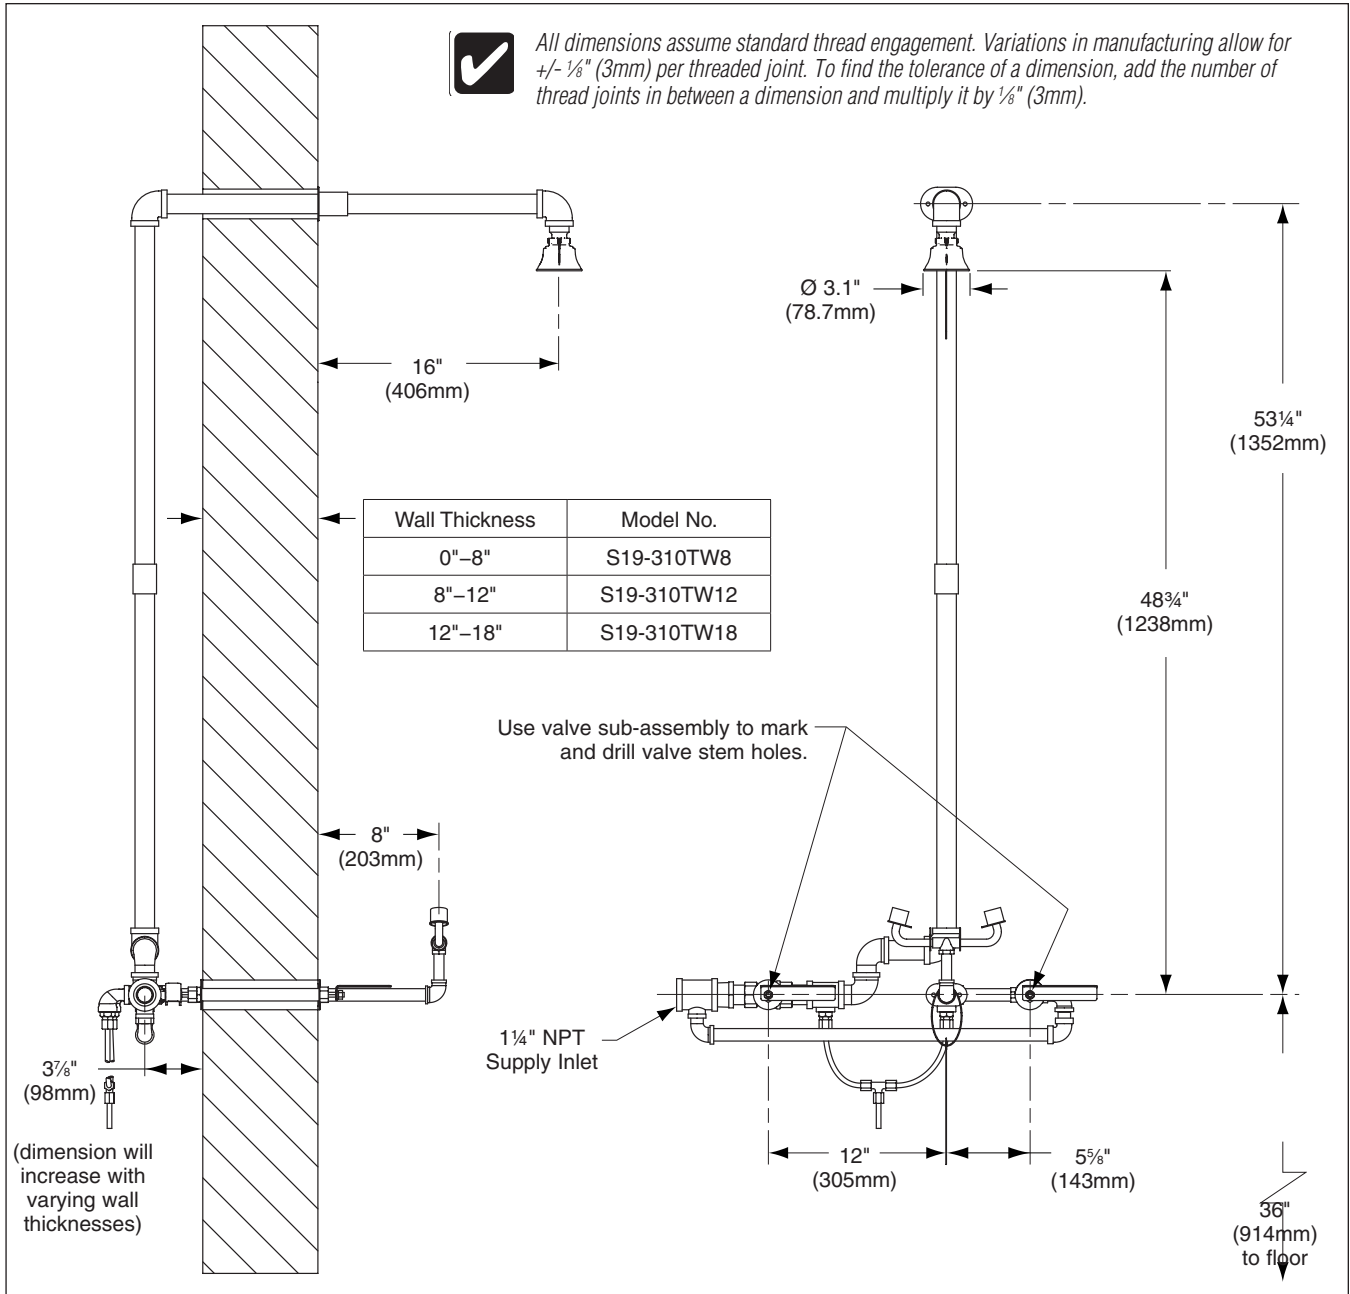 All dimensions assume standard thread engagement. Variations in manufacturing allow for
+/- ⅛" (3mm) per threaded joint. To find the tolerance of a dimension, add the number of
thread joints in between a dimension and multiply it by ⅛" (3mm).
Ø 3.1"
(78.7mm)
16"
(406mm)
53¼"
(1352mm)
Wall Thickness Model No.
0"–8" S19-310TW8
8"–12" S19-310TW12
12"–18" S19-310TW18
48¾"
(1238mm)
Use valve sub-assembly to mark
and drill valve stem holes.
8"
(203mm)
1¼" NPT
Supply Inlet
3⅞"
(98mm)
(dimension will
increase with
varying wall
thicknesses)
12"
(305mm)
5⅝"
(143mm)
36"
(914mm)
to floor